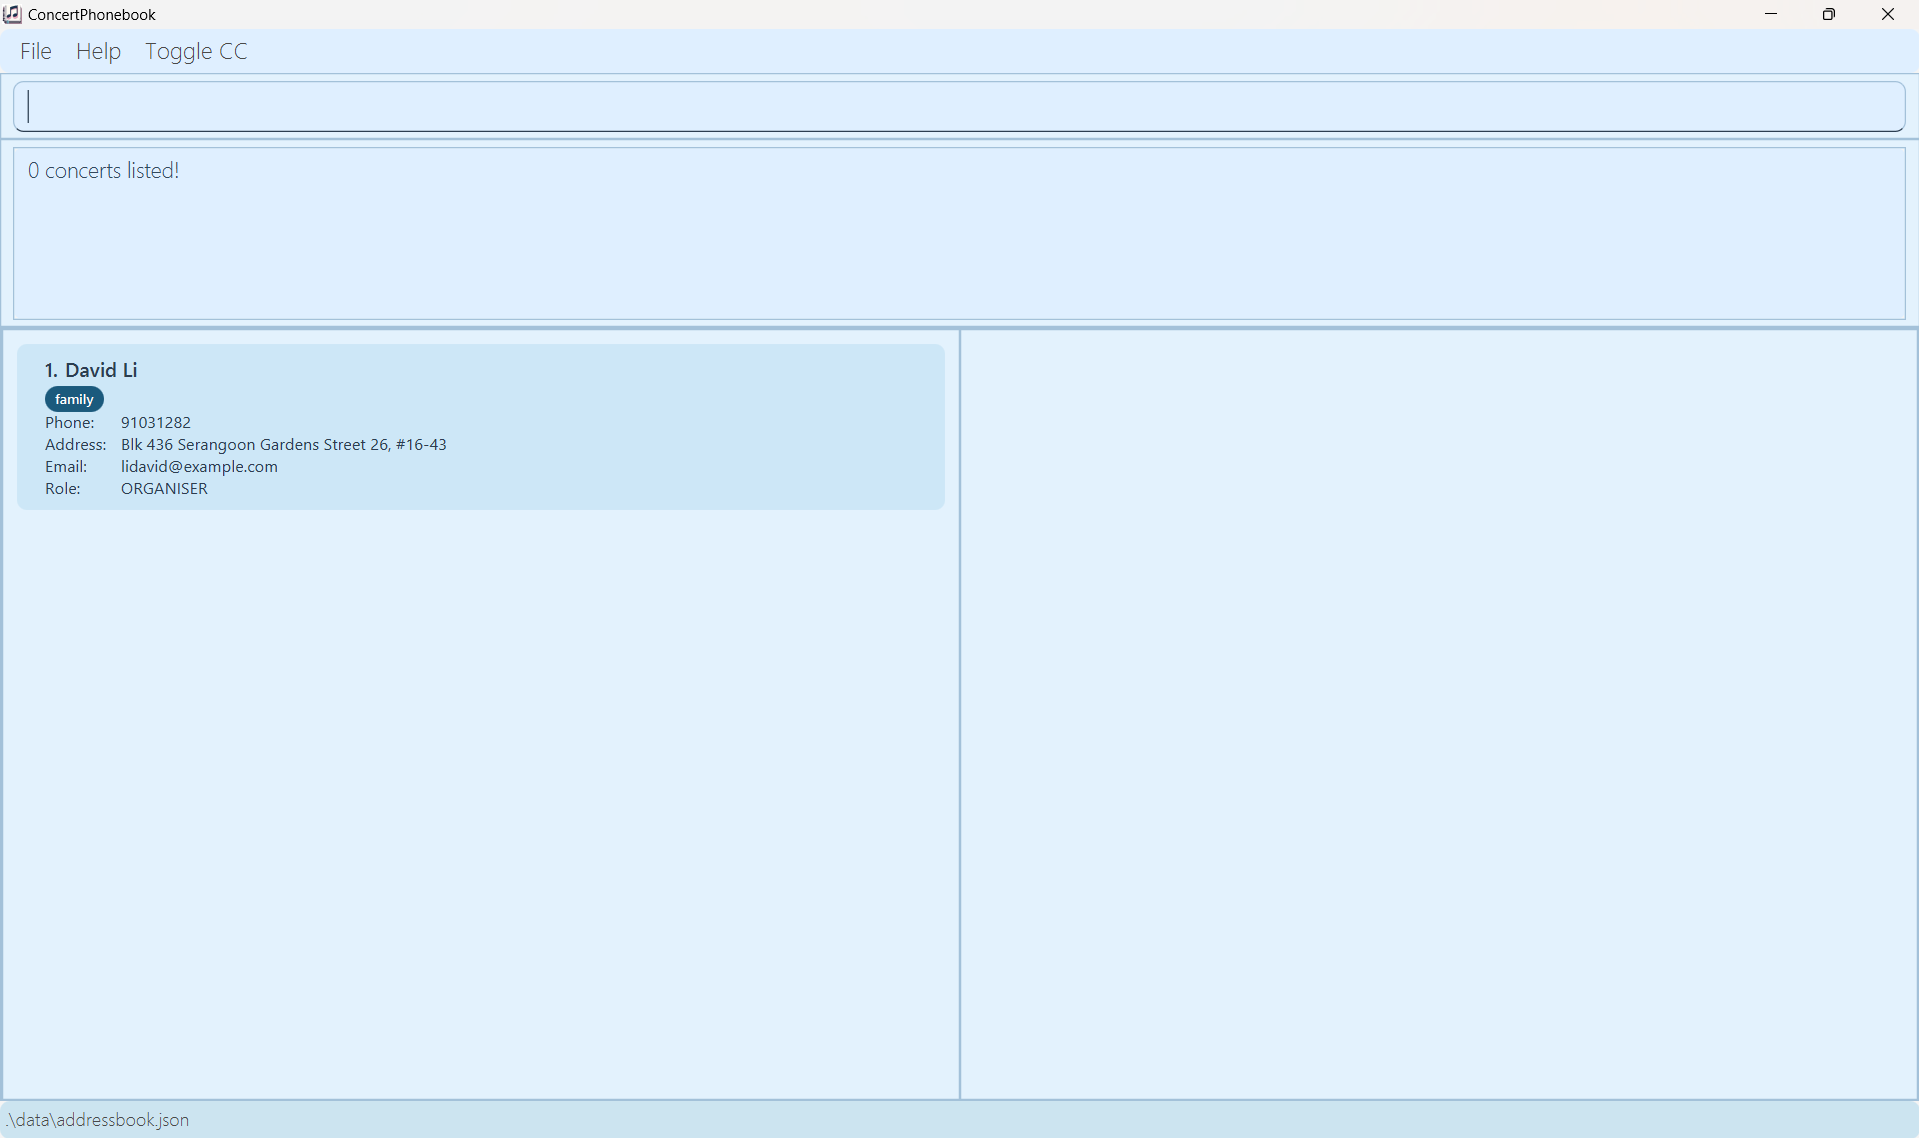 ConcertPhonebook
File Help Toggle CC
0 concerts listed!
1. David Li
family
Phone: 91031282
Address: Blk 436 Serangoon Gardens Street 26, #16-43
Email: lidavid@example.com
Role: ORGANISER
.\data\addressbook.json